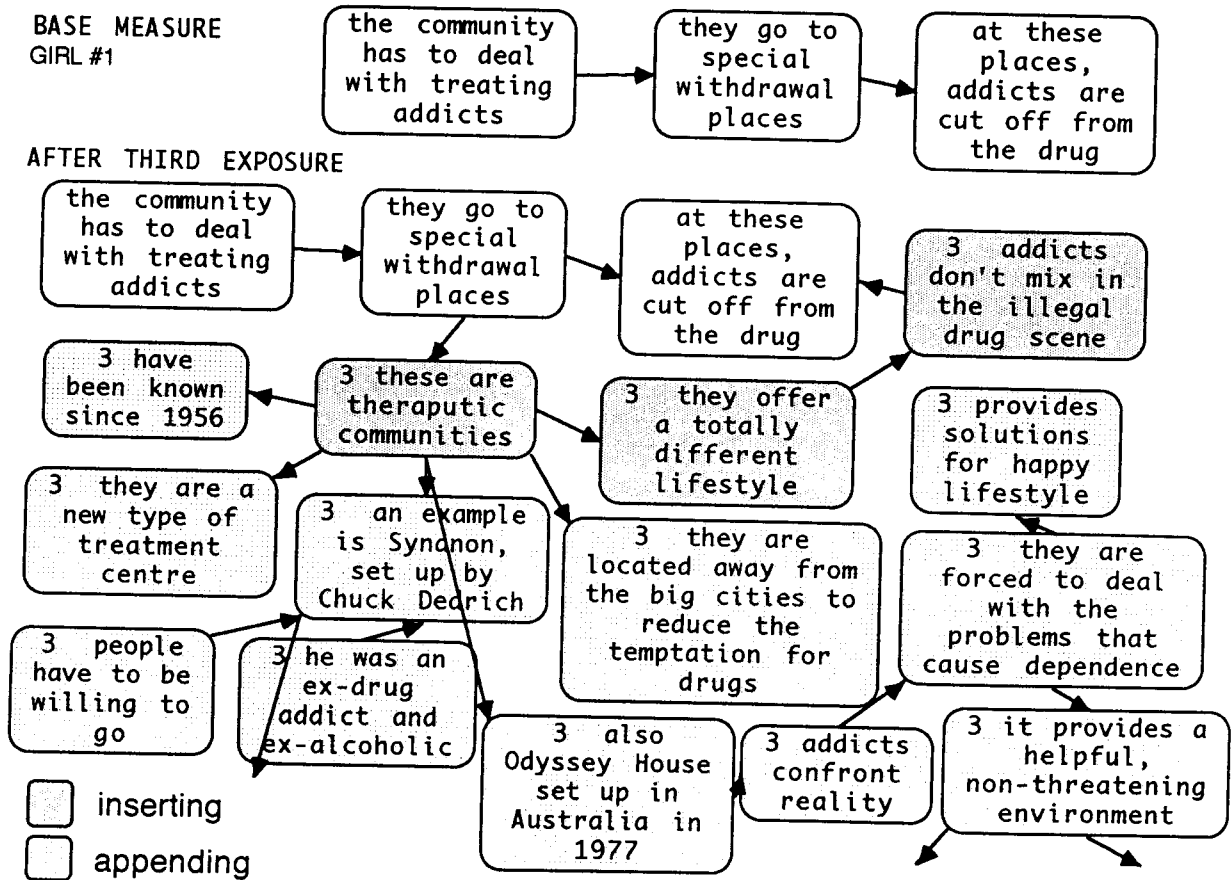 BASE MEASURE
GIRL #1
the community
has to deal
with treating
addicts
they go to
special
withdrawal
places
at these
places,
addicts are
cut off from
the drug
AFTER THIRD EXPOSURE
the community
has to deal
with treating
addicts
they go to
special
withdrawal
places
at these
places,
addicts are
cut off from
the drug
3 addicts
don't mix in
the illegal
drug scene
3 have
been known
since 1956
3 these are
theraputic
communities
3 they offer
a totally
different
lifestyle
3 provides
solutions
for happy
lifestyle
3 they are a
new type of
treatment
centre
3 an example
is Synanon,
set up by
Chuck Dedrich
3 they are
located away from
the big cities to
reduce the
temptation for
drugs
3 they are
forced to deal
with the
problems that
cause dependence
3 people
have to be
willing to
go
3 he was an
ex-drug
addict and
ex-alcoholic
3 also
Odyssey House
set up in
Australia in
1977
3 addicts
confront
reality
3 it provides a
helpful,
non-threatening
environment
inserting
appending